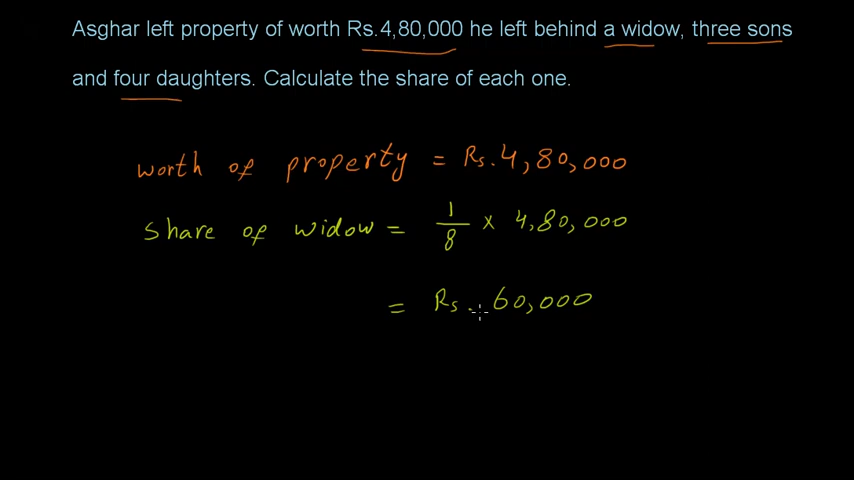 Asghar left property of worth Rs.4,80,000 he left behind a widow, three sons
and four daughters. Calculate the share of each one.
worth of property = Rs. 4,80,000
share of widow = 1/8 × 4,80,000
= Rs. 60,000